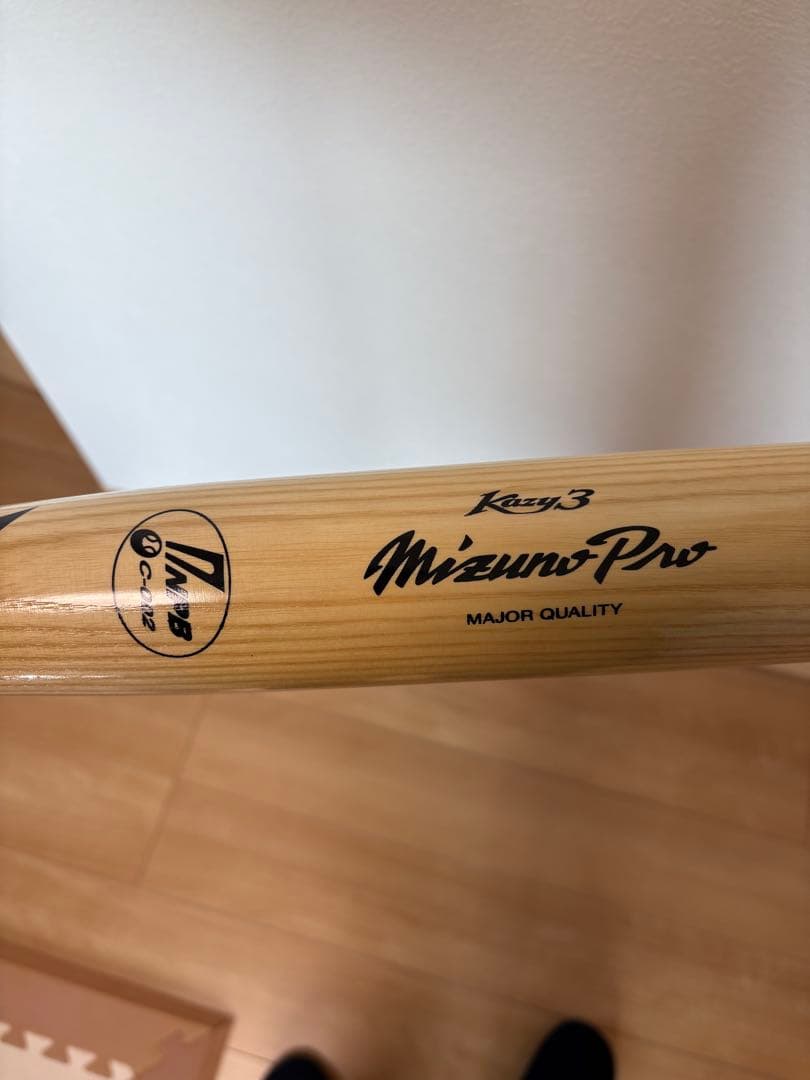 NPB
C-002
Kazy3
Mizuno Pro
MAJOR QUALITY